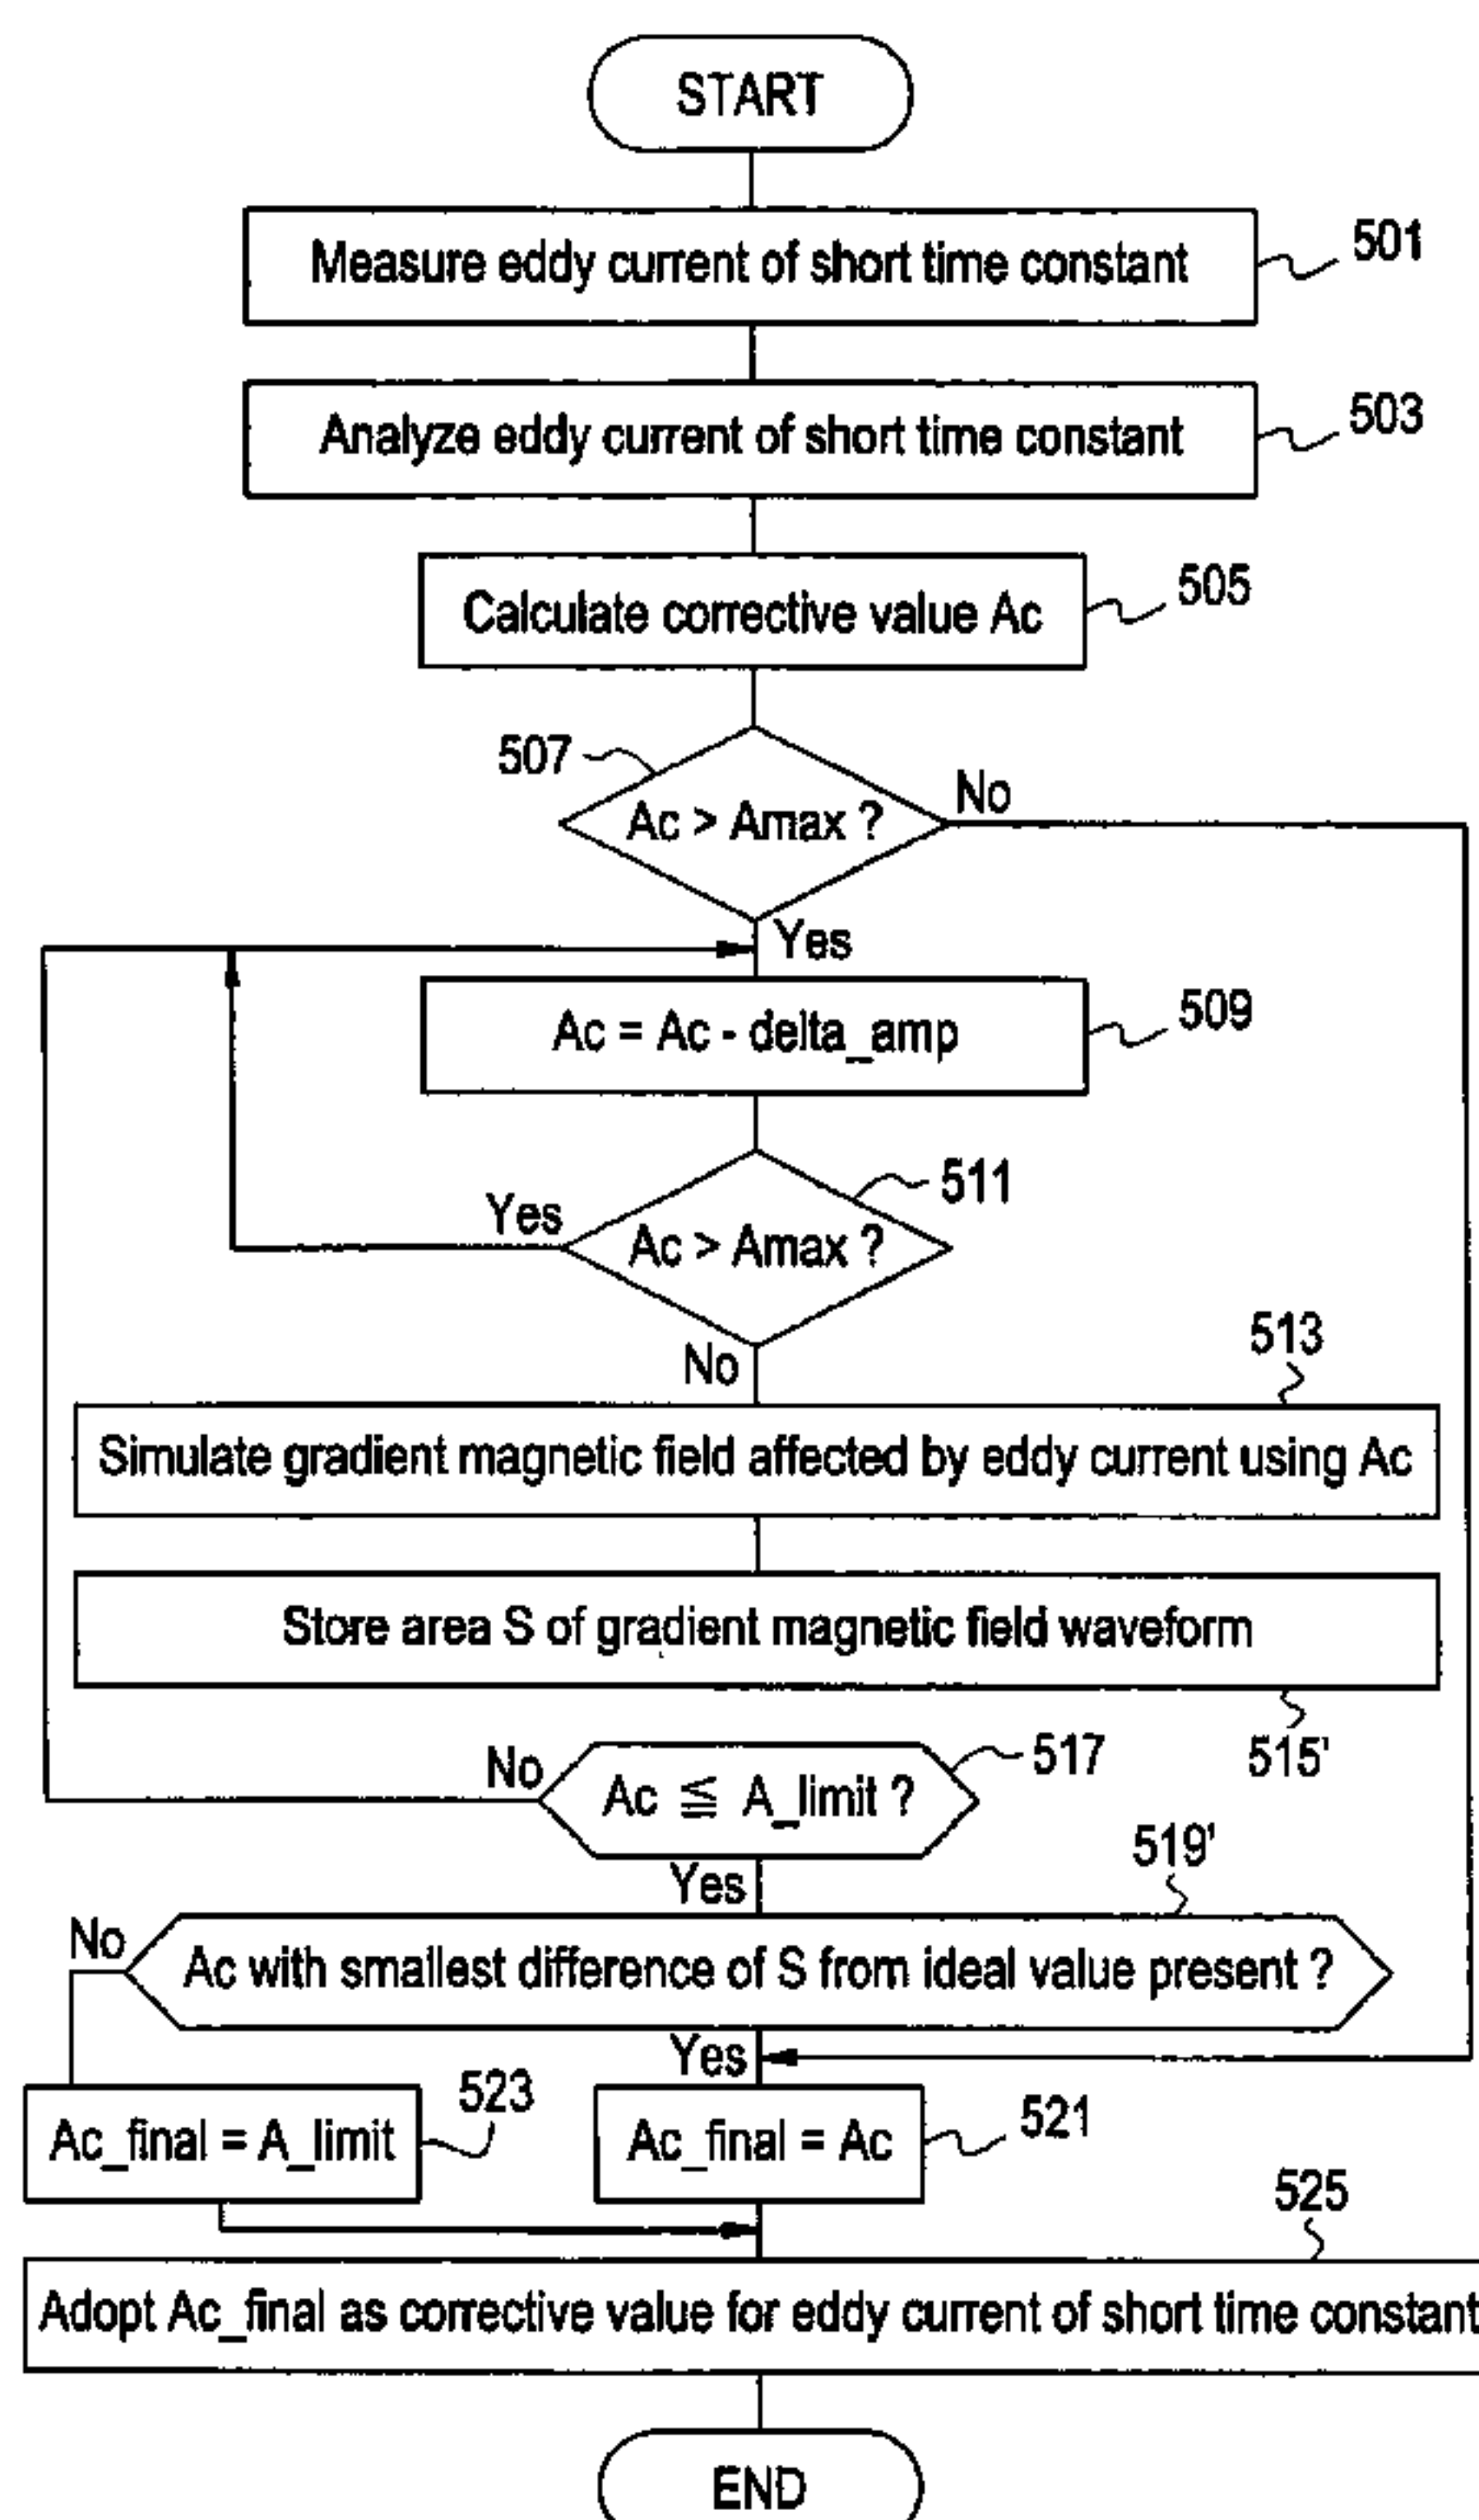 START
Measure eddy current of short time constant
501
Analyze eddy current of short time constant
503
Calculate corrective value Ac
505
507
Ac > Amax ?
No
Yes
Ac = Ac - delta_amp
509
511
Yes
Ac > Amax ?
No
513
Simulate gradient magnetic field affected by eddy current using Ac
Store area S of gradient magnetic field waveform
515'
No
Ac ≦ A_limit ?
517
Yes
519'
No
Ac with smallest difference of S from ideal value present ?
Yes
Ac_final = A_limit
523
Ac_final = Ac
521
525
Adopt Ac_final as corrective value for eddy current of short time constant
END